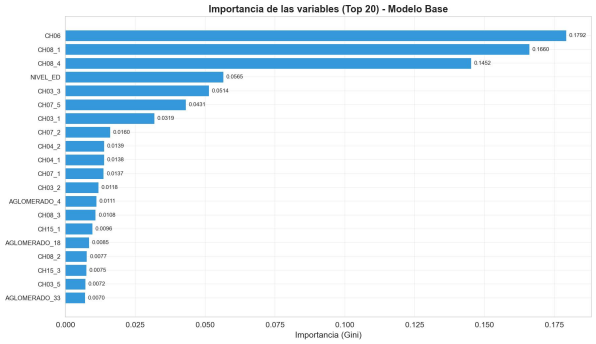 Importancia de las variables (Top 20) - Modelo Base
CH06 0.1792
CH08_1 0.1660
CH08_4 0.1452
NIVEL_ED 0.0565
CH03_3 0.0514
CH07_5 0.0431
CH03_1 0.0319
CH07_2 0.0160
CH04_2 0.0139
CH04_1 0.0138
CH07_1 0.0137
CH03_2 0.0118
AGLOMERADO_4 0.0111
CH08_3 0.0108
CH15_1 0.0096
AGLOMERADO_18 0.0085
CH08_2 0.0077
CH15_3 0.0075
CH03_5 0.0072
AGLOMERADO_33 0.0070
0.000 0.025 0.050 0.075 0.100 0.125 0.150 0.175
Importancia (Gini)